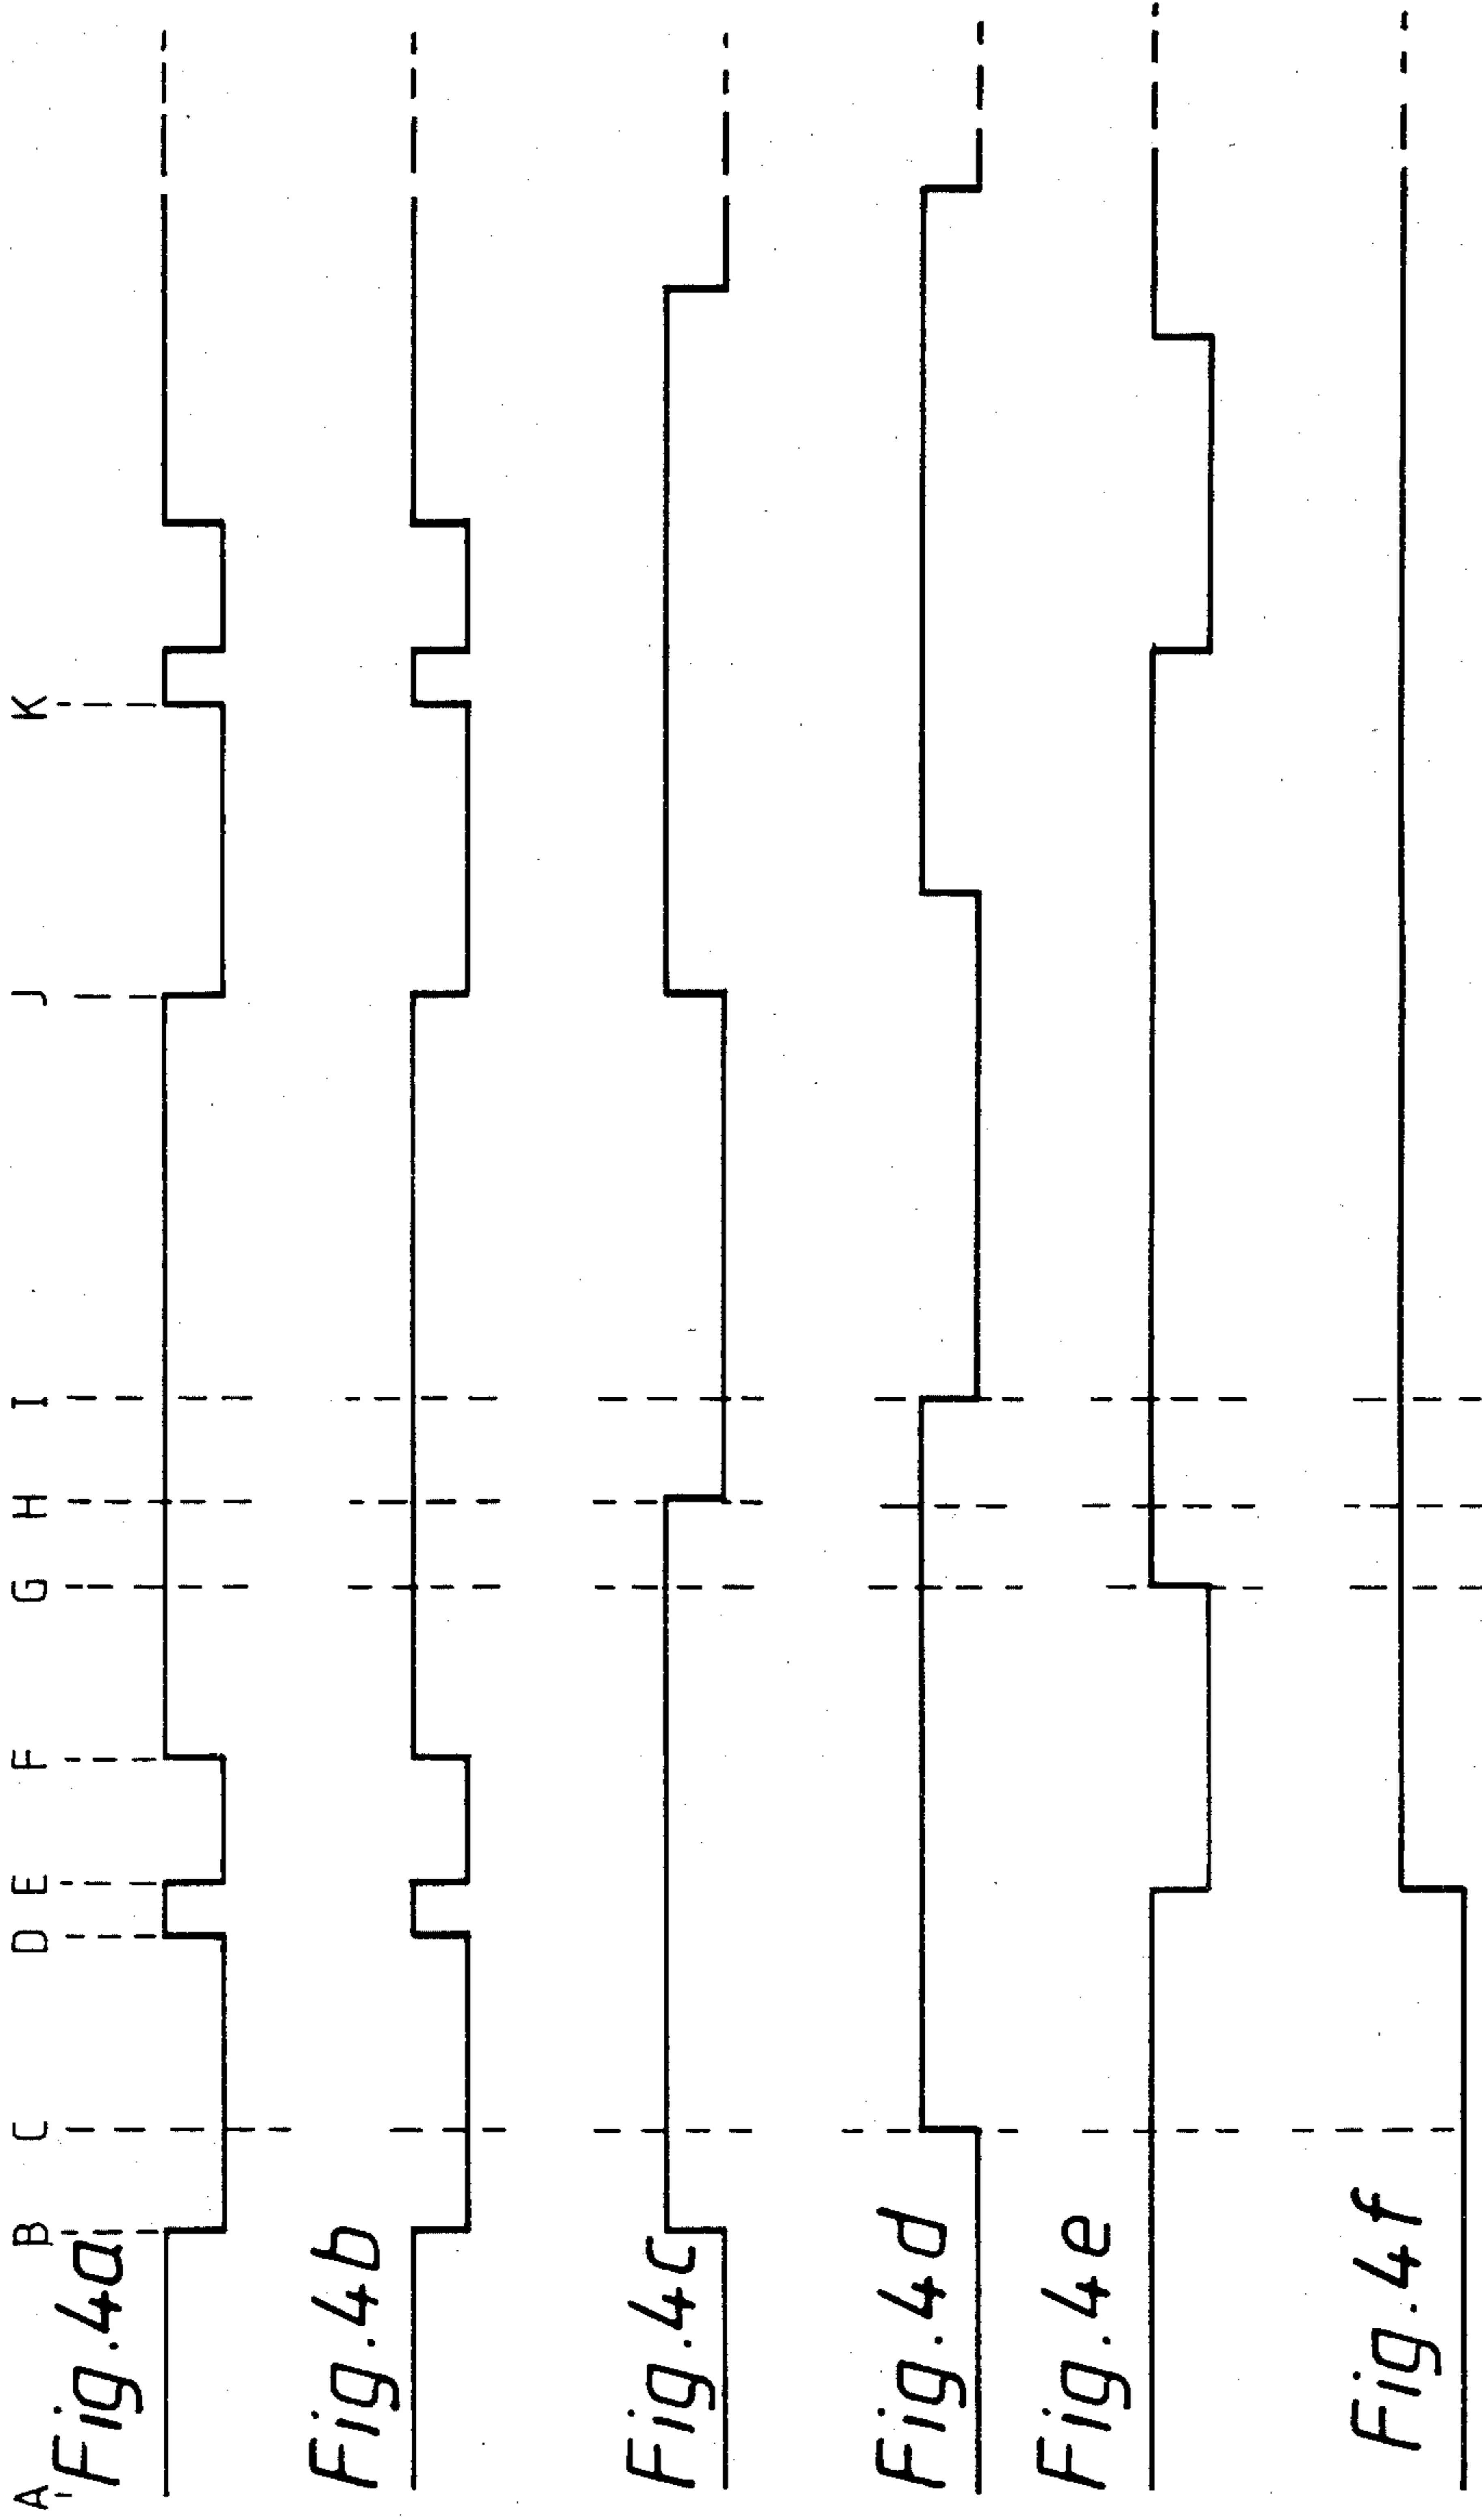 A B C D E F G H I J K
Fig.4a
Fig.4b
Fig.4c
Fig.4d
Fig.4e
Fig.4f